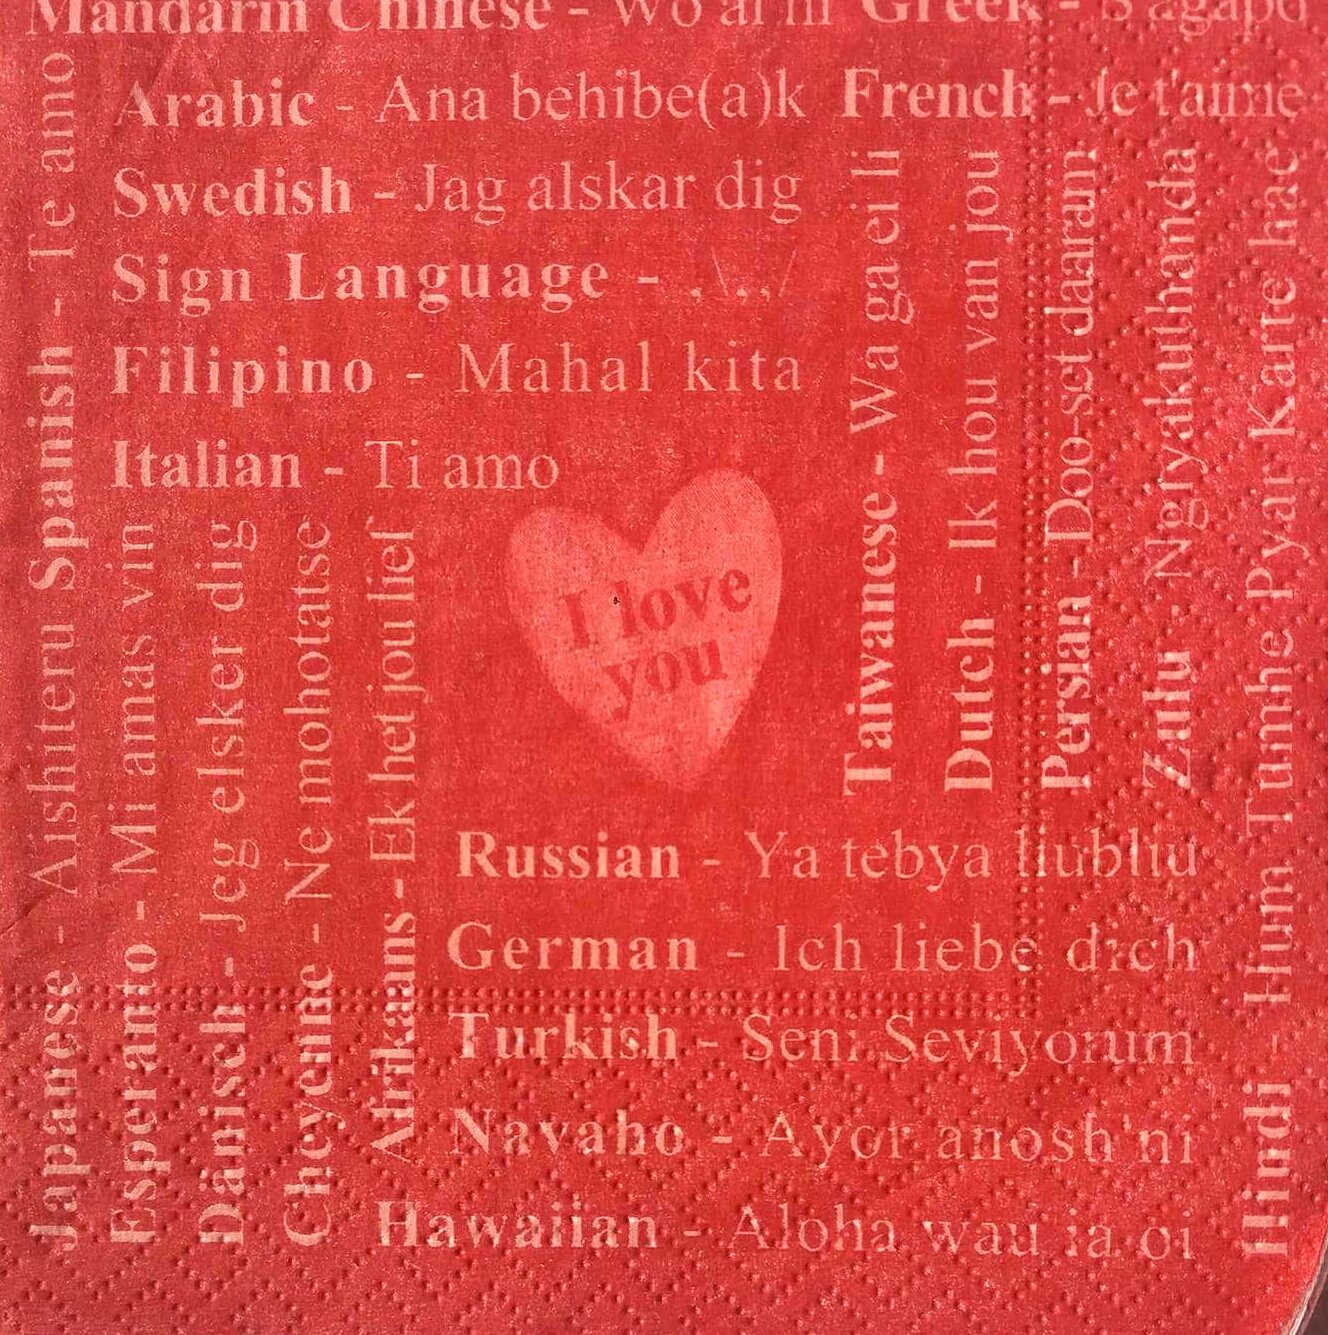 Mandarin Chinese - Wo ai ni Greek - S'agapo
Arabic - Ana behibe(a)k French - Je t'aime
Swedish - Jag alskar dig
Sign Language - ,\,,/
Filipino - Mahal kita
Italian - Ti amo
I love
you
Russian - Ya tebya liubliu
German - Ich liebe dich
Turkish - Seni Seviyorum
Navaho - Ayor anosh'ni
Hawaiian - Aloha wau ia oi
Japanese - Aishiteru Spanish - Te amo
Esperanto - Mi amas vin
Dänisch - Jeg elsker dig
Cheyenne - Ne mohotatse
Afrikaans - Ek het jou lief
Taiwanese - Wa ga ei li
Dutch - Ik hou van jou
Persian - Doo-set daaram
Zulu - Ngiyakuthanda
Hindi - Hum Tumhe Pyar Karte hae